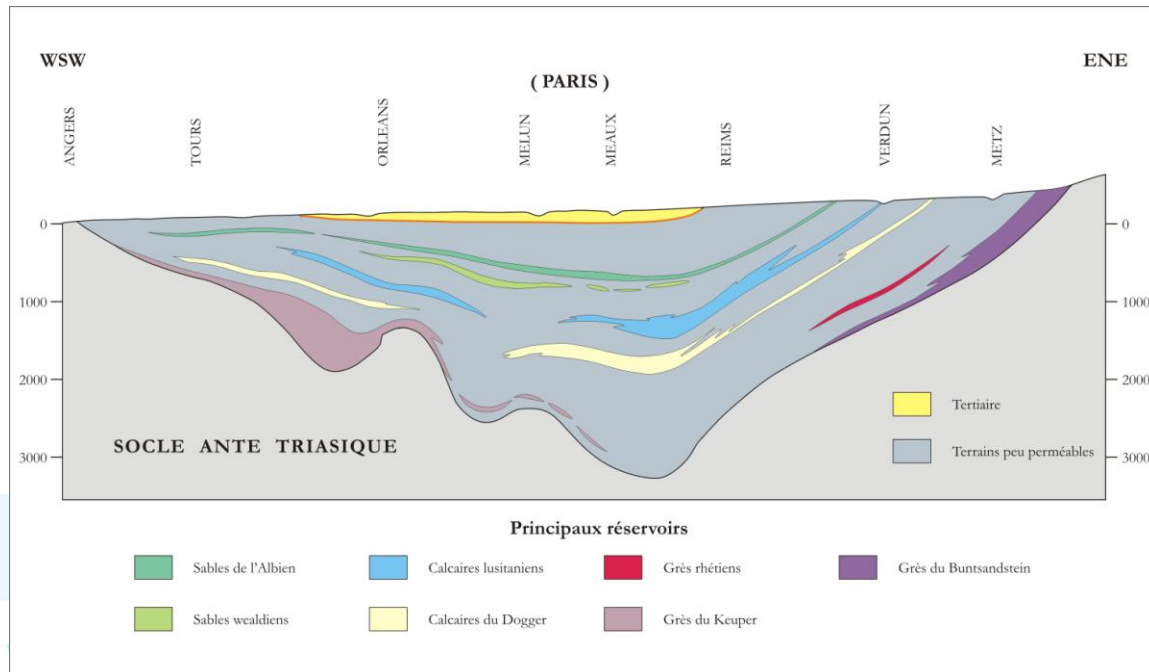 WSW
ENE
( PARIS )
ANGERS
TOURS
ORLEANS
MELUN
MEAUX
REIMS
VERDUN
METZ
0
1000
2000
3000
0
1000
2000
3000
SOCLE ANTE TRIASIQUE
Tertiaire
Terrains peu perméables
Principaux réservoirs
Sables de l'Albien
Calcaires lusitaniens
Grès rhétiens
Grès du Buntsandstein
Sables wealdiens
Calcaires du Dogger
Grès du Keuper